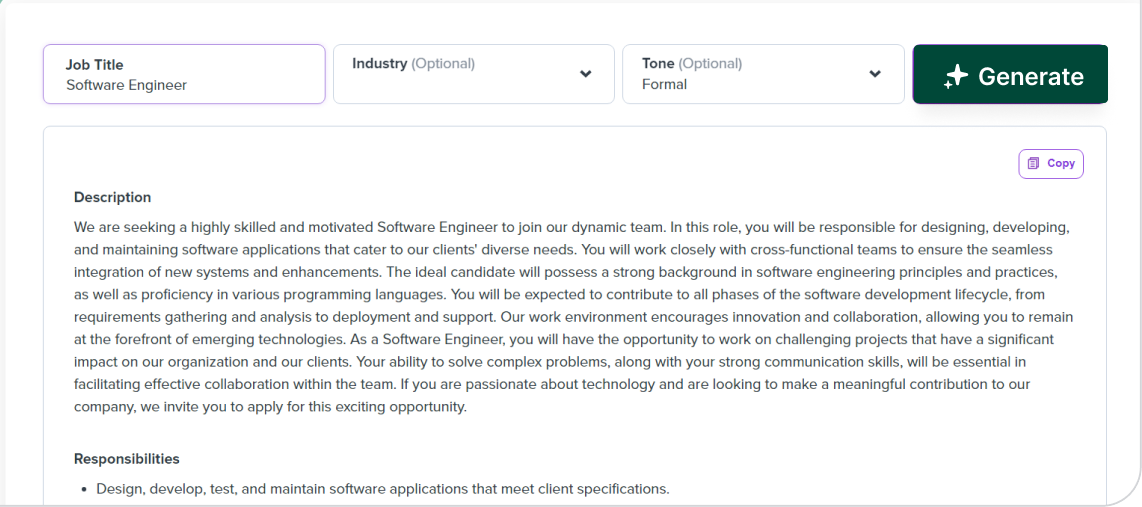 Job Title
Software Engineer
Industry (Optional)
Tone (Optional)
Formal
Generate
Copy
Description
We are seeking a highly skilled and motivated Software Engineer to join our dynamic team. In this role, you will be responsible for designing, developing,
and maintaining software applications that cater to our clients' diverse needs. You will work closely with cross-functional teams to ensure the seamless
integration of new systems and enhancements. The ideal candidate will possess a strong background in software engineering principles and practices,
as well as proficiency in various programming languages. You will be expected to contribute to all phases of the software development lifecycle, from
requirements gathering and analysis to deployment and support. Our work environment encourages innovation and collaboration, allowing you to remain
at the forefront of emerging technologies. As a Software Engineer, you will have the opportunity to work on challenging projects that have a significant
impact on our organization and our clients. Your ability to solve complex problems, along with your strong communication skills, will be essential in
facilitating effective collaboration within the team. If you are passionate about technology and are looking to make a meaningful contribution to our
company, we invite you to apply for this exciting opportunity.
Responsibilities
• Design, develop, test, and maintain software applications that meet client specifications.